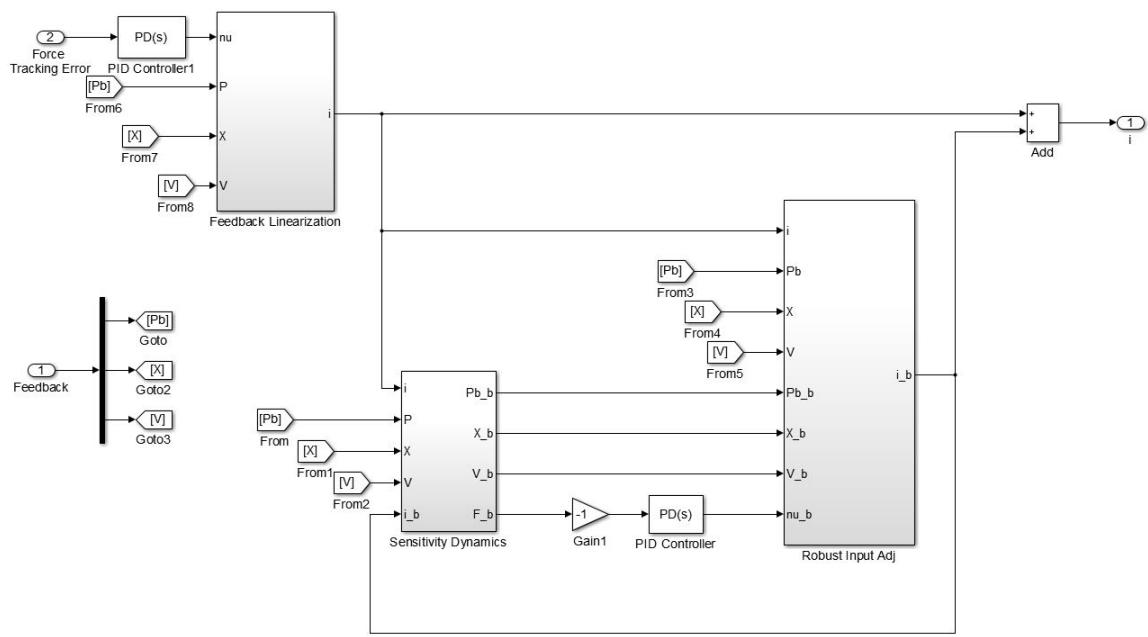 2
Force
Tracking Error
PD(s)
PID Controller1
nu
[Pb]
From6
P
[X]
From7
X
[V]
From8
V
i
Feedback Linearization
+
+
Add
1
i
1
Feedback
[Pb]
Goto
[X]
Goto2
[V]
Goto3
[Pb]
From
[X]
From1
[V]
From2
i
P
X
V
i_b
Pb_b
X_b
V_b
F_b
Sensitivity Dynamics
-1
Gain1
PD(s)
PID Controller
[Pb]
From3
[X]
From4
[V]
From5
i
Pb
X
V
Pb_b
X_b
V_b
nu_b
i_b
Robust Input Adj